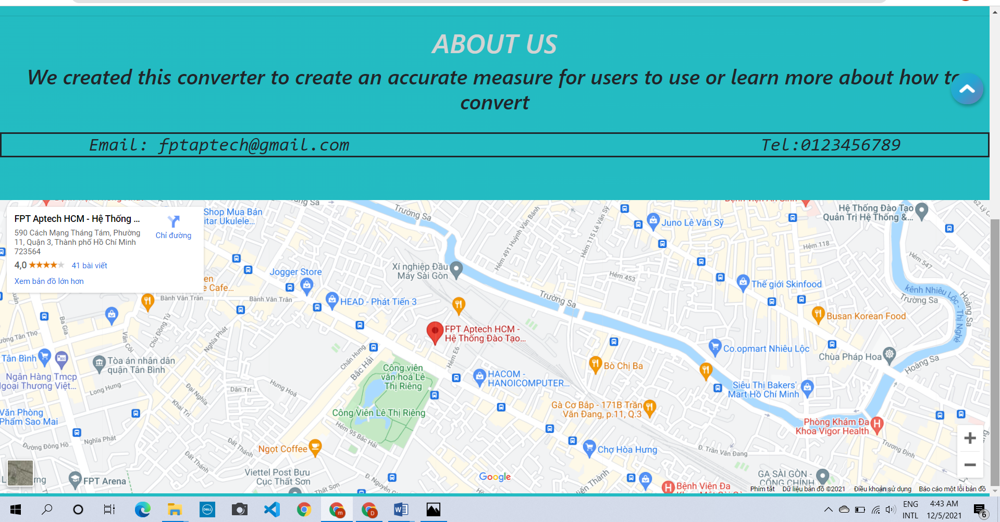 ABOUT US
We created this converter to create an accurate measure for users to use or learn more about how to
convert
Email: fptaptech@gmail.com
Tel:0123456789
FPT Aptech HCM - Hệ Thống ...
590 Cách Mạng Tháng Tám, Phường
11, Quận 3, Thành phố Hồ Chí Minh
723564
Chỉ đường
4,0
41 bài viết
Xem bản đồ lớn hơn
Shop Mua Bán
itar Ukulele...
Trường Sa
Hẻm 491 Huỳnh Văn Bánh
Hẻm 115 Lê Văn Sỹ
Juno Lê Văn Sỹ
Hệ Thống Đào Tạo
Quản Trị Hệ Thống &...
Hẻm 118
Hẻm 547
Xí nghiệp Đầu
Máy Sài Gòn
Jogger Store
Hẻm 453
Thế giới Skinfood
kênh Nhiêu Lộc - Thị Nghè
Trường Sa
Hoàng Sa
en
e Cafe...
Bành Văn Trân
Bành Văn Trân
HEAD - Phát Tiến 3
Trường Sa
Busan Korean Food
Ba Gia
Văn Côi
Chử Đồng Tử
Nghĩa Phát
FPT Aptech HCM -
Hệ Thống Đào Tạo...
Hẻm E6
Tân Bình
Tòa án nhân dân
quận Tân Bình
Chấn Hưng
Bắc Hải
Công viên
văn hoá Lê
Thị Riêng
HACOM -
HANOICOMPUTER...
Bò Chị Ba
Co.opmart Nhiêu Lộc
Chùa Pháp Hoa
Hoàng Sa
Ngân Hàng Tmcp
Ngoại Thương Việt...
Long Hưng
Đại Nghĩa
Khai Trí
Dân Trí
Hưng Hoá
Siêu Thị Bakers'
Mart Hồ Chí Minh
Văn Phòng
Phẩm Sao Mai
Công Viên Lê Thị Riêng
Gà Cơ Bắp - 171B Trần
Văn Đang, p.11, Q.3
Phòng Khám Đa
Khoa Vigor Health
Hẻm 95 Bắc Hải
Đường Đông Hồ
Nghĩa Phát
Đất Thánh
Đất Thánh
Ngọt Coffee
Chợ Hòa Hưng
Đ. Trần Văn Đang
Trương Định
FPT Arena
Viettel Post Bưu
Cục Thất Sơn
Thất Sơn
Google
GA SÀI GÒN -
CỔNG CHÍNH
Bệnh Viện Đa
Phím tắt
Dữ liệu bản đồ ©2021
Điều khoản sử dụng
Báo cáo một lỗi bản đồ
DELL
m
D
W
ENG
INTL
4:43 AM
12/5/2021
6